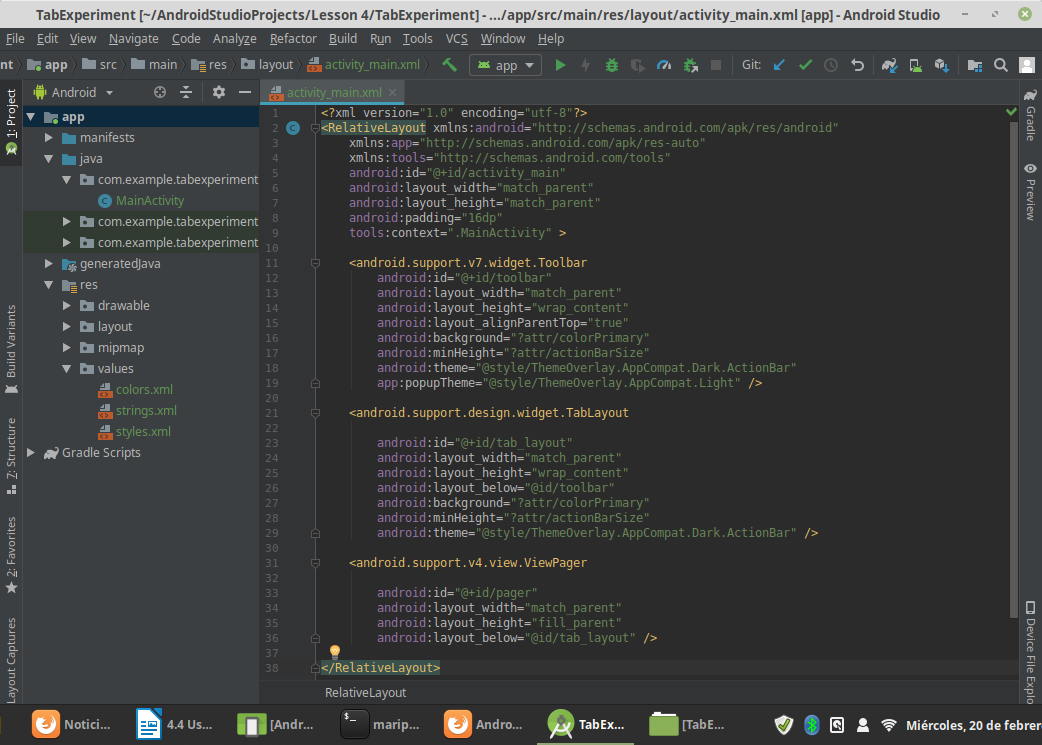 TabExperiment [~/AndroidStudioProjects/Lesson 4/TabExperiment] - .../app/src/main/res/layout/activity_main.xml [app] - Android Studio
File Edit View Navigate Code Analyze Refactor Build Run Tools VCS Window Help
nt app src main res layout activity_main.xml app Git:
1: Project
Build Variants
7: Structure
2: Favorites
Layout Captures
Android
app
manifests
java
com.example.tabexperiment
MainActivity
com.example.tabexperiment
com.example.tabexperiment
generatedJava
res
drawable
layout
mipmap
values
colors.xml
strings.xml
styles.xml
Gradle Scripts
activity_main.xml
1 <?xml version="1.0" encoding="utf-8"?>
2 <RelativeLayout xmlns:android="http://schemas.android.com/apk/res/android"
3 xmlns:app="http://schemas.android.com/apk/res-auto"
4 xmlns:tools="http://schemas.android.com/tools"
5 android:id="@+id/activity_main"
6 android:layout_width="match_parent"
7 android:layout_height="match_parent"
8 android:padding="16dp"
9 tools:context=".MainActivity" >
10
11 <android.support.v7.widget.Toolbar
12 android:id="@+id/toolbar"
13 android:layout_width="match_parent"
14 android:layout_height="wrap_content"
15 android:layout_alignParentTop="true"
16 android:background="?attr/colorPrimary"
17 android:minHeight="?attr/actionBarSize"
18 android:theme="@style/ThemeOverlay.AppCompat.Dark.ActionBar"
19 app:popupTheme="@style/ThemeOverlay.AppCompat.Light" />
20
21 <android.support.design.widget.TabLayout
22
23 android:id="@+id/tab_layout"
24 android:layout_width="match_parent"
25 android:layout_height="wrap_content"
26 android:layout_below="@id/toolbar"
27 android:background="?attr/colorPrimary"
28 android:minHeight="?attr/actionBarSize"
29 android:theme="@style/ThemeOverlay.AppCompat.Dark.ActionBar" />
30
31 <android.support.v4.view.ViewPager
32
33 android:id="@+id/pager"
34 android:layout_width="match_parent"
35 android:layout_height="fill_parent"
36 android:layout_below="@id/tab_layout" />
37
38 </RelativeLayout>
RelativeLayout
Gradle
Preview
Device File Explo
Notici... 4.4 Us... [Andr... marip... Andro... TabEx... [TabE... Miércoles, 20 de febrer